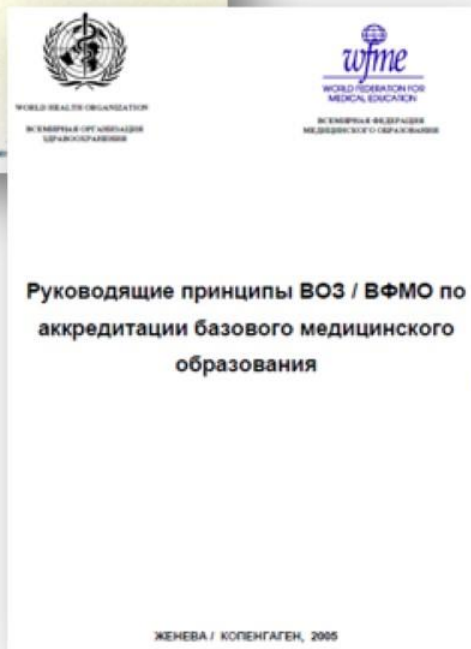 WORLD HEALTH ORGANIZATION
ВСЕМИРНАЯ ОРГАНИЗАЦИЯ
ЗДРАВООХРАНЕНИЯ
wfme
WORLD FEDERATION FOR
MEDICAL EDUCATION
ВСЕМИРНАЯ ФЕДЕРАЦИЯ
МЕДИЦИНСКОГО ОБРАЗОВАНИЯ
Руководящие принципы ВОЗ / ВФМО по
аккредитации базового медицинского
образования
ЖЕНЕВА / КОПЕНГАГЕН, 2005